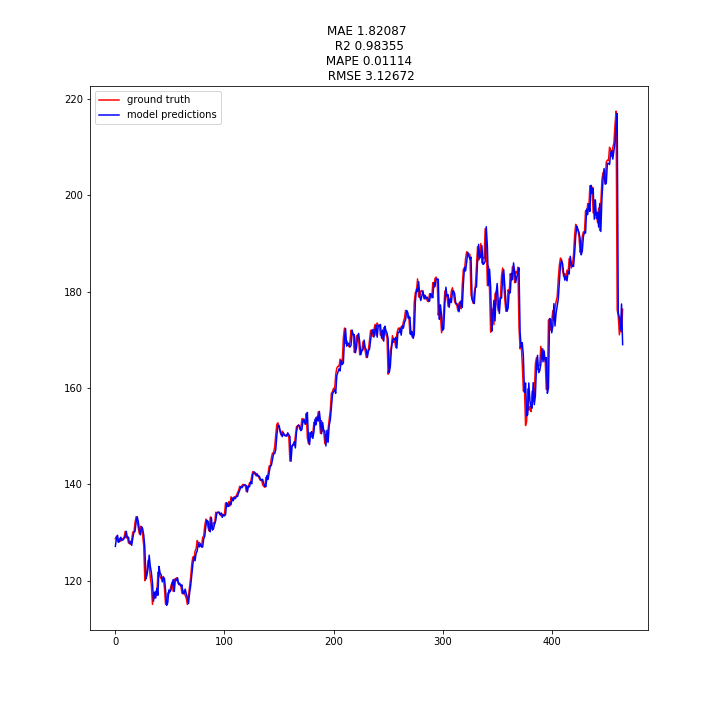 MAE 1.82087
R2 0.98355
MAPE 0.01114
RMSE 3.12672
ground truth
model predictions
220
200
180
160
140
120
0 100 200 300 400